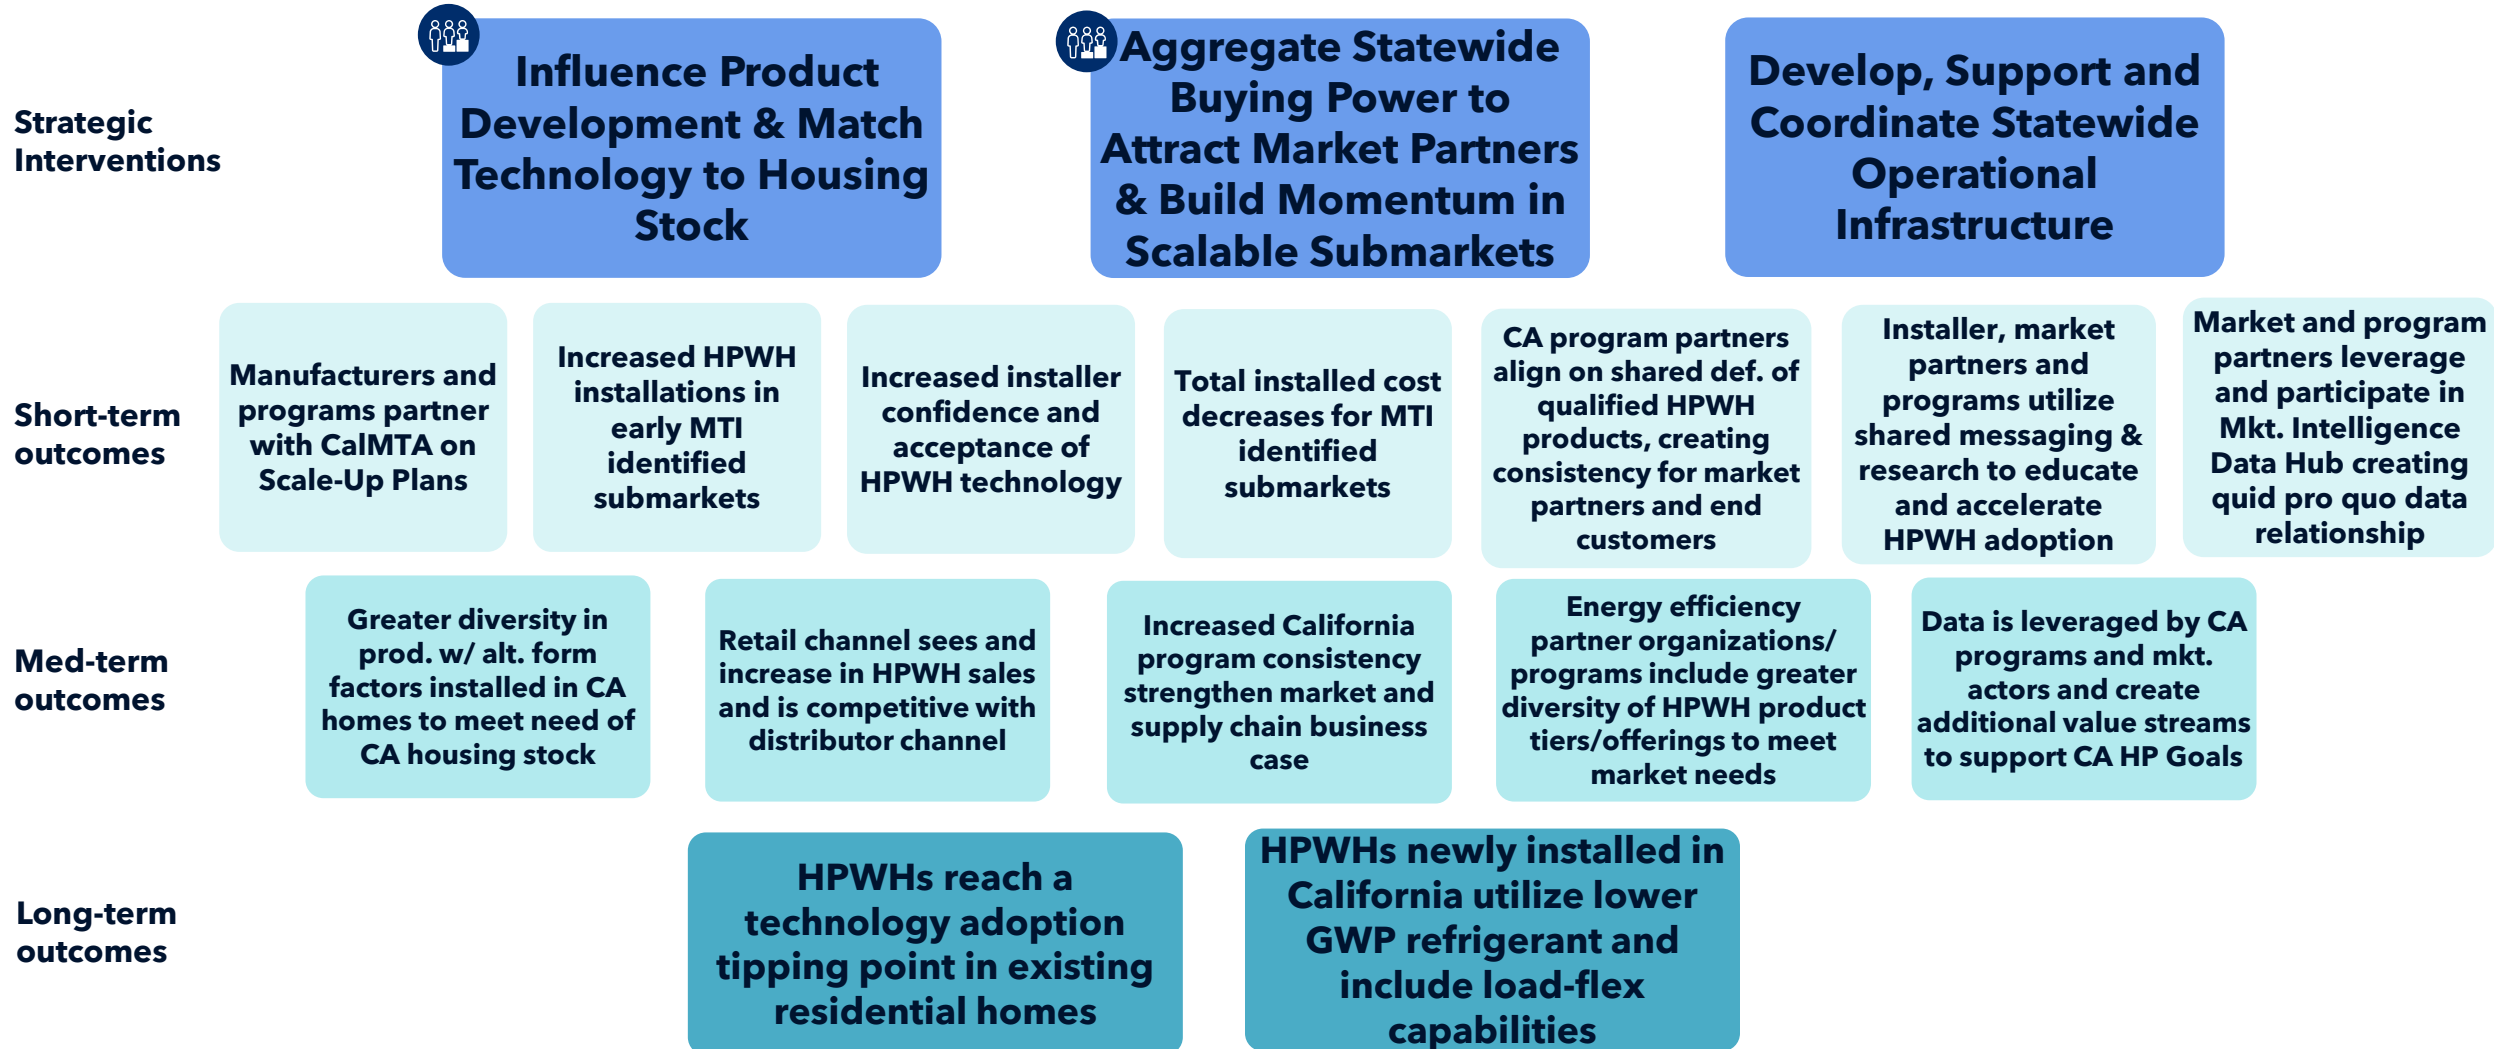 Strategic
Interventions
Influence Product
Development & Match
Technology to Housing
Stock
Aggregate Statewide
Buying Power to
Attract Market Partners
& Build Momentum in
Scalable Submarkets
Develop, Support and
Coordinate Statewide
Operational
Infrastructure
Short-term
outcomes
Manufacturers and
programs partner
with CalMTA on
Scale-Up Plans
Increased HPWH
installations in
early MTI
identified
submarkets
Increased installer
confidence and
acceptance of
HPWH technology
Total installed cost
decreases for MTI
identified
submarkets
CA program partners
align on shared def. of
qualified HPWH
products, creating
consistency for market
partners and end
customers
Installer, market
partners and
programs utilize
shared messaging &
research to educate
and accelerate
HPWH adoption
Market and program
partners leverage
and participate in
Mkt. Intelligence
Data Hub creating
quid pro quo data
relationship
Med-term
outcomes
Greater diversity in
prod. w/ alt. form
factors installed in CA
homes to meet need of
CA housing stock
Retail channel sees and
increase in HPWH sales
and is competitive with
distributor channel
Increased California
program consistency
strengthen market and
supply chain business
case
Energy efficiency
partner organizations/
programs include greater
diversity of HPWH product
tiers/offerings to meet
market needs
Data is leveraged by CA
programs and mkt.
actors and create
additional value streams
to support CA HP Goals
Long-term
outcomes
HPWHs reach a
technology adoption
tipping point in existing
residential homes
HPWHs newly installed in
California utilize lower
GWP refrigerant and
include load-flex
capabilities